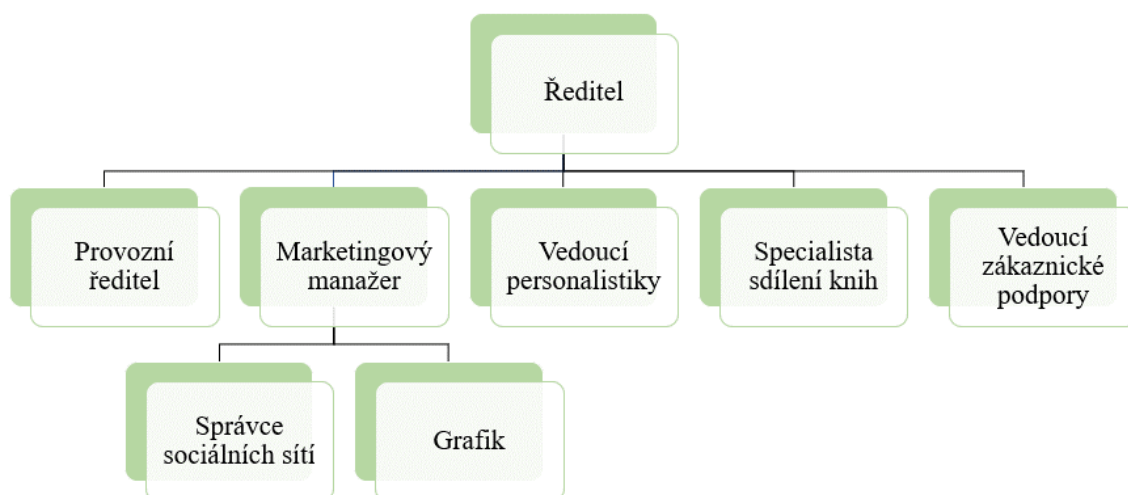 Ředitel
Provozní
ředitel
Marketingový
manažer
Vedoucí
personalistiky
Specialista
sdílení knih
Vedoucí
zákaznické
podpory
Správce
sociálních sítí
Grafik